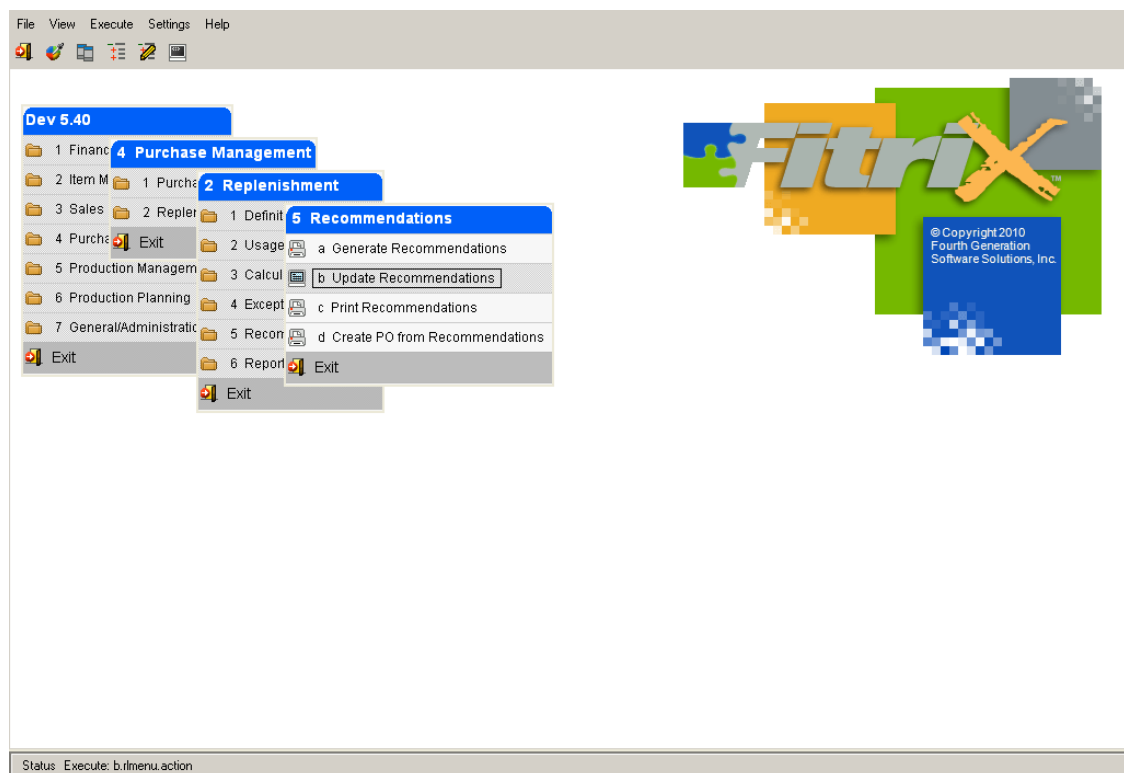 File View Execute Settings Help
Dev 5.40
1 Financ
2 Item M
3 Sales
4 Purcha
5 Production Managem
6 Production Planning
7 General/Administratic
Exit
4 Purchase Management
1 Purcha
2 Repler
Exit
2 Replenishment
1 Definit
2 Usage
3 Calcul
4 Except
5 Recon
6 Report
Exit
5 Recommendations
a Generate Recommendations
b Update Recommendations
c Print Recommendations
d Create PO from Recommendations
Exit
Fitrix
TM
© Copyright 2010
Fourth Generation
Software Solutions, Inc.
Status Execute: b.rlmenu.action